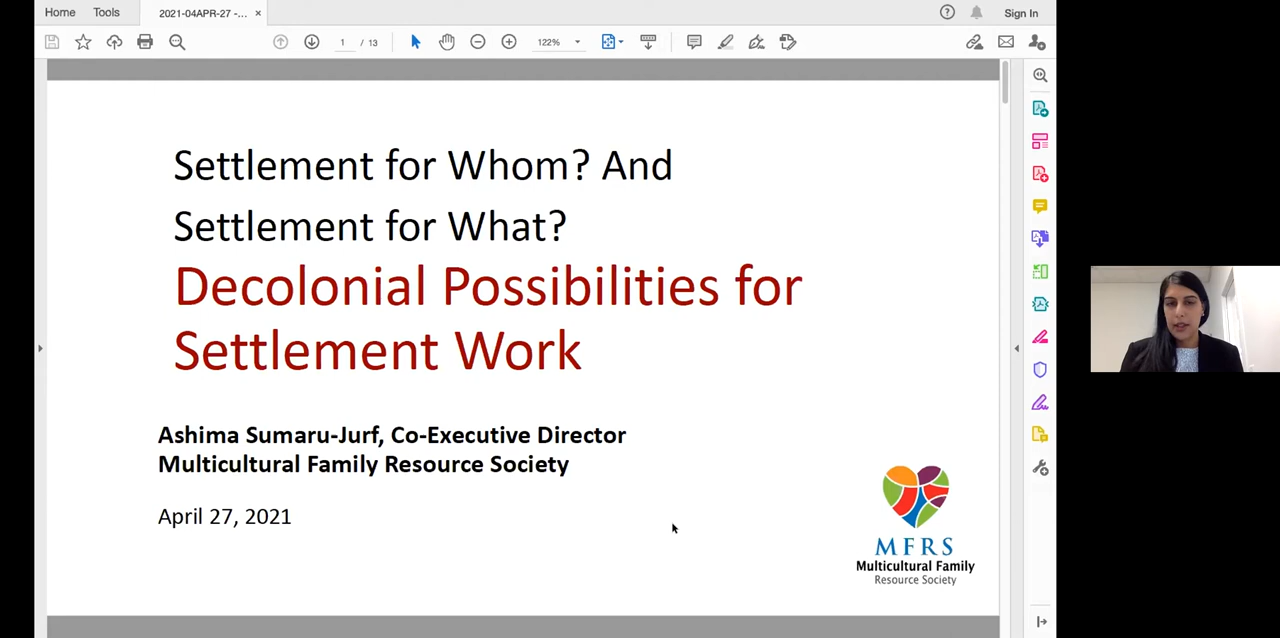 Home Tools 2021-04APR-27 -... × Sign In
1 / 13 122%
Settlement for Whom? And
Settlement for What?
Decolonial Possibilities for
Settlement Work
Ashima Sumaru-Jurf, Co-Executive Director
Multicultural Family Resource Society
April 27, 2021
MFRS
Multicultural Family
Resource Society